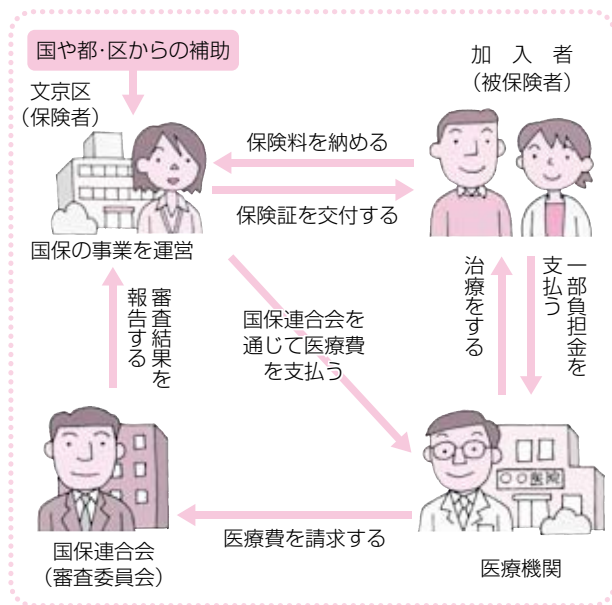 国や都・区からの補助
文京区
(保険者)
国保の事業を運営
加入者
(被保険者)
保険料を納める
保険証を交付する
審査結果を
報告する
国保連合会を
通じて医療費
を支払う
治療をする
一部負担金を
支払う
国保連合会
(審査委員会)
医療費を請求する
〇〇医院
医療機関